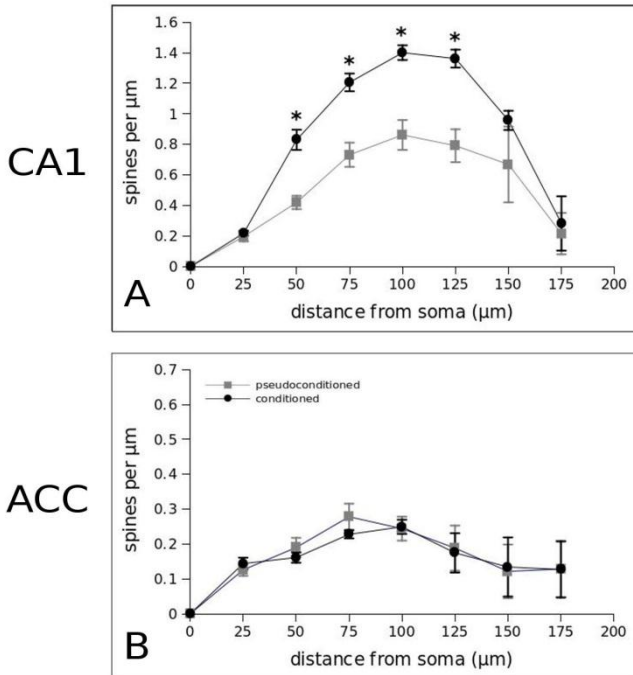 CA1
spines per µm
1.6
1.4
1.2
1
0.8
0.6
0.4
0.2
0
* * * * *
A
0 25 50 75 100 125 150 175 200
distance from soma (µm)
ACC
spines per µm
0.7
0.6
0.5
0.4
0.3
0.2
0.1
0
pseudoconditioned
conditioned
B
0 25 50 75 100 125 150 175 200
distance from soma (µm)